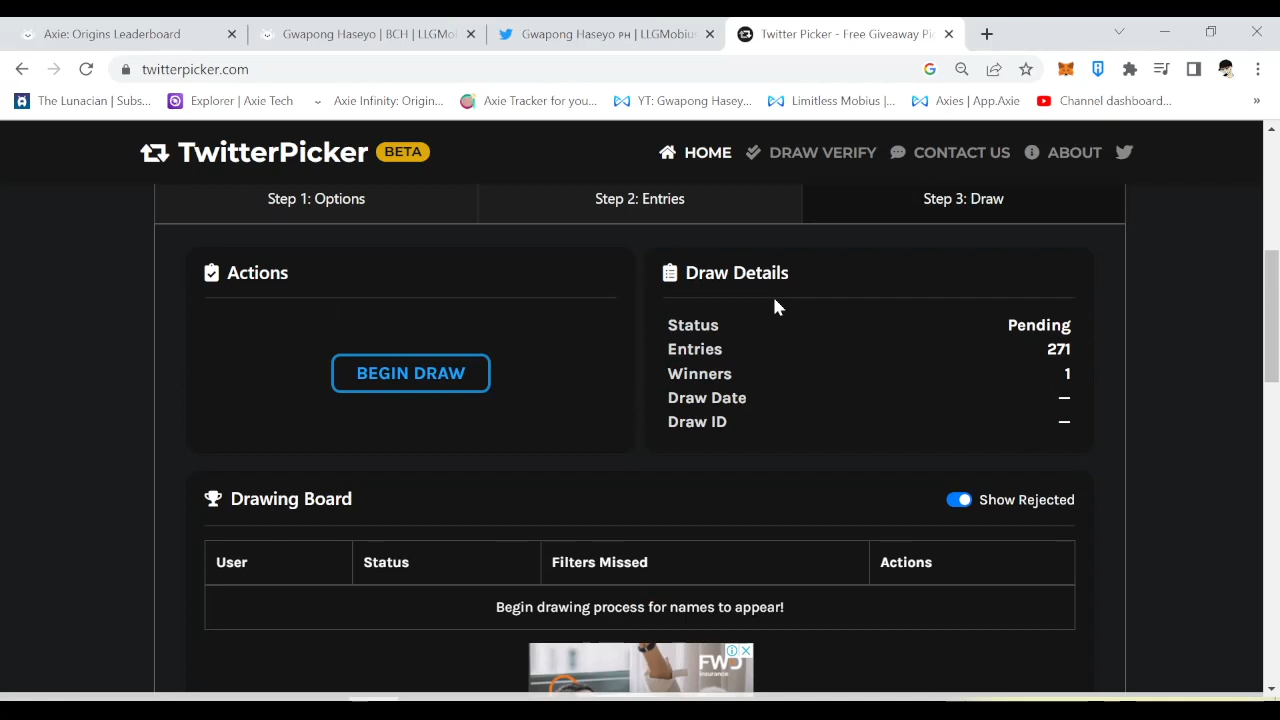 Axie: Origins Leaderboard
Gwapong Haseyo | BCH | LLGMol
Gwapong Haseyo PH | LLGMobius
Twitter Picker - Free Giveaway Pic
twitterpicker.com
The Lunacian | Subs...
Explorer | Axie Tech
Axie Infinity: Origin...
Axie Tracker for you...
YT: Gwapong Hasey...
Limitless Mobius |...
Axies | App.Axie
Channel dashboard...
TwitterPicker BETA
HOME DRAW VERIFY CONTACT US ABOUT
Step 1: Options Step 2: Entries Step 3: Draw
Actions
BEGIN DRAW
Draw Details
Status Pending
Entries 271
Winners 1
Draw Date —
Draw ID —
Drawing Board Show Rejected
User Status Filters Missed Actions
Begin drawing process for names to appear!
FWD
insurance